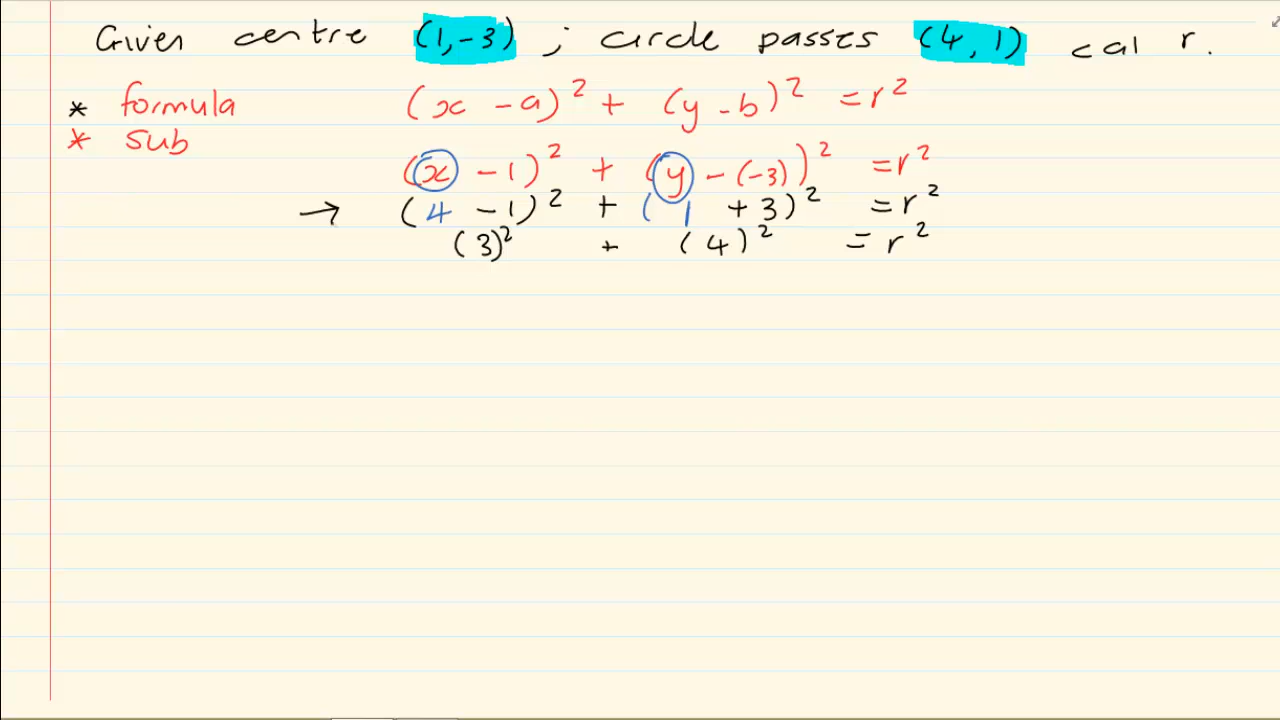 Given centre (1,-3) ; circle passes (4, 1) cal r.
* formula (x - a)² + (y - b)² = r²
* sub
(x - 1)² + (y - (-3))² = r²
→ (4 - 1)² + (1 + 3)² = r²
(3)² + (4)² = r²